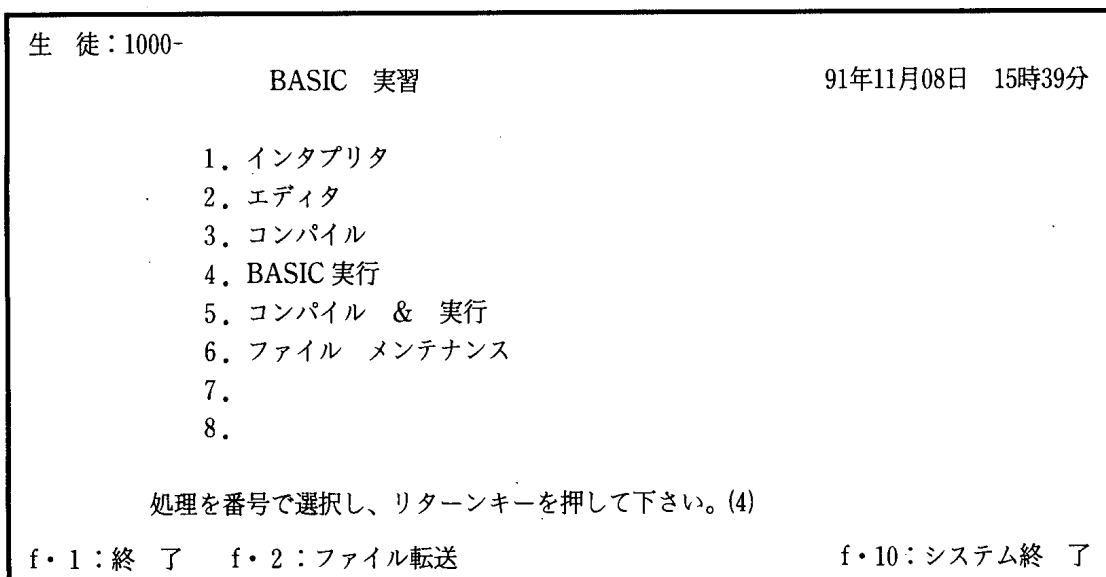 生　徒：1000-
BASIC　実習　91年11月08日　15時39分
1．インタプリタ
2．エディタ
3．コンパイル
4．BASIC 実行
5．コンパイル　＆　実行
6．ファイル　メンテナンス
7．
8．
処理を番号で選択し、リターンキーを押して下さい。(4)
f・1：終　了　f・2：ファイル転送　f・10：システム終　了